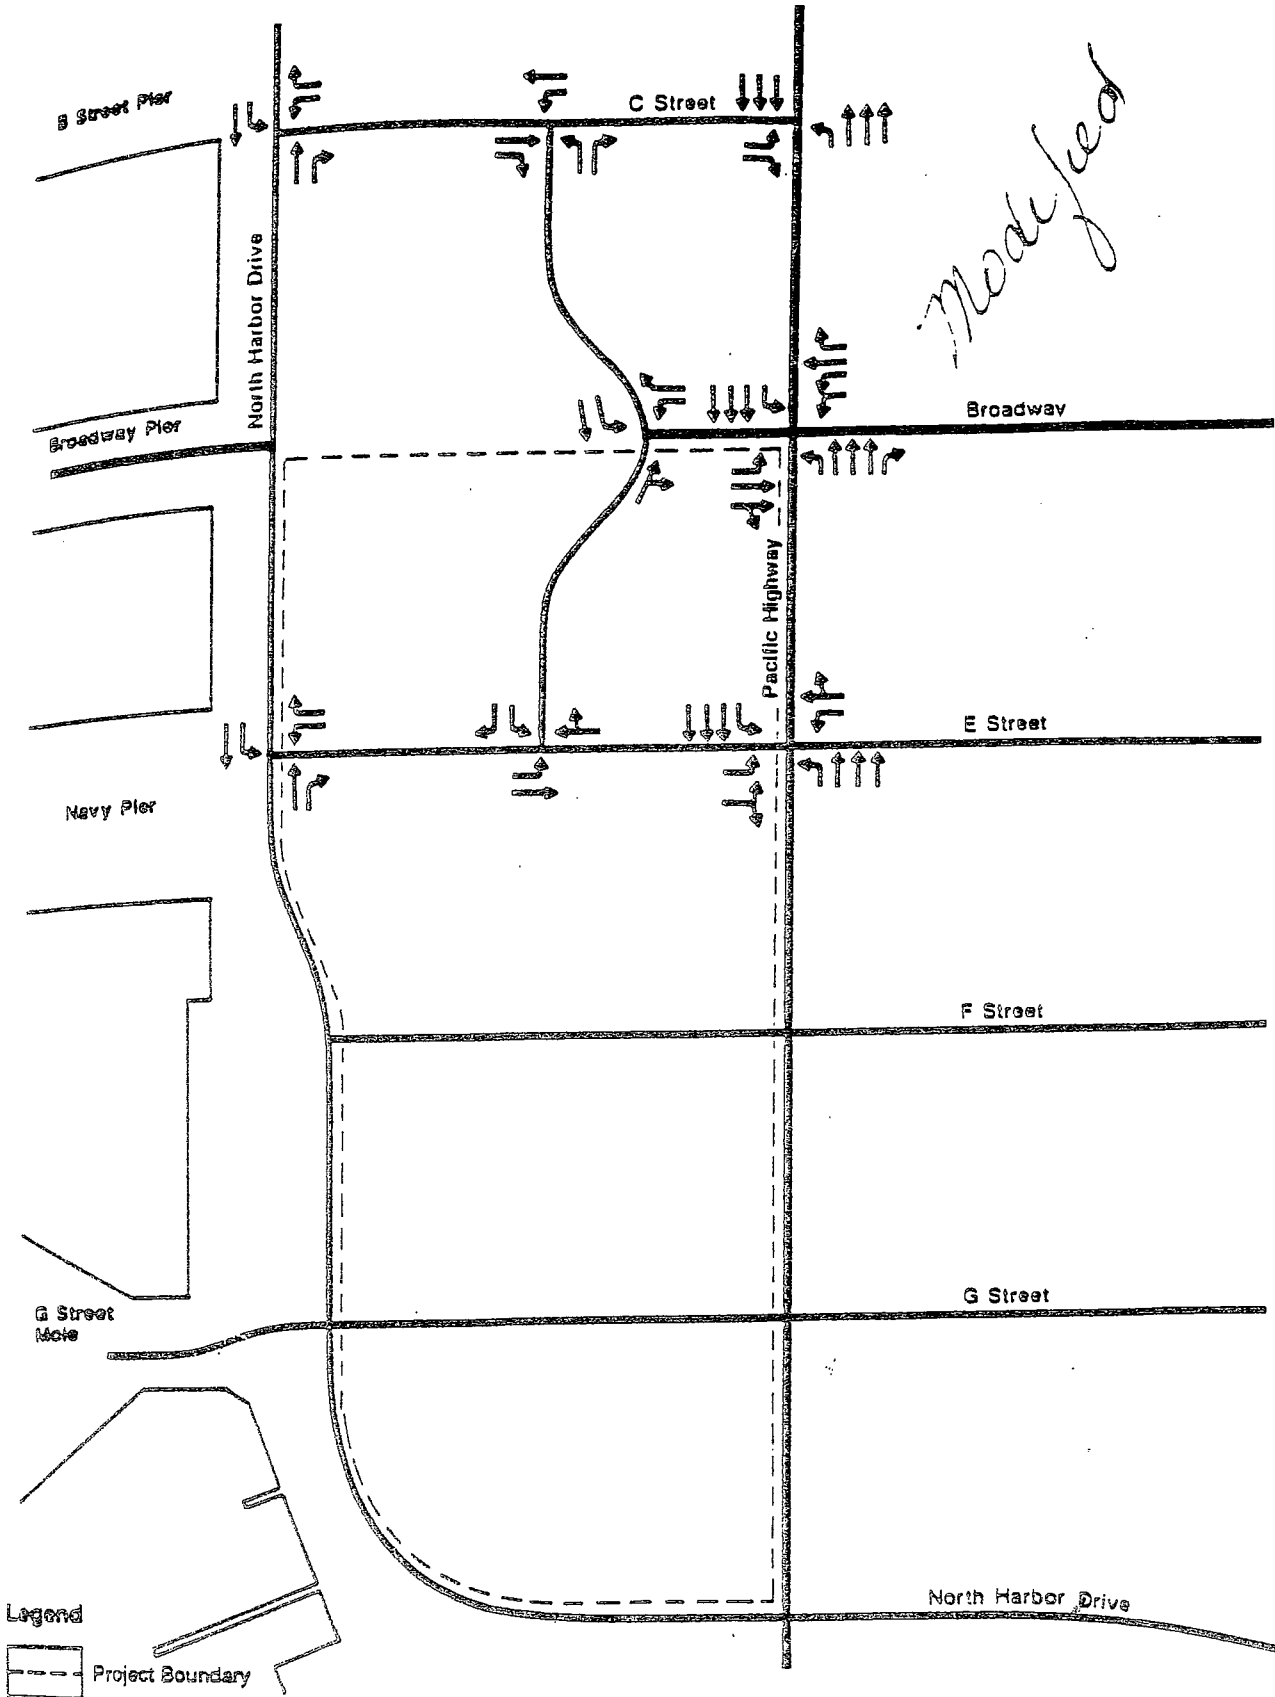 B Street Pier
C Street
Modified
North Harbor Drive
Broadway Pier
Broadway
Pacific Highway
E Street
Navy Pier
F Street
G Street
Mole
G Street
North Harbor Drive
Legend
Project Boundary